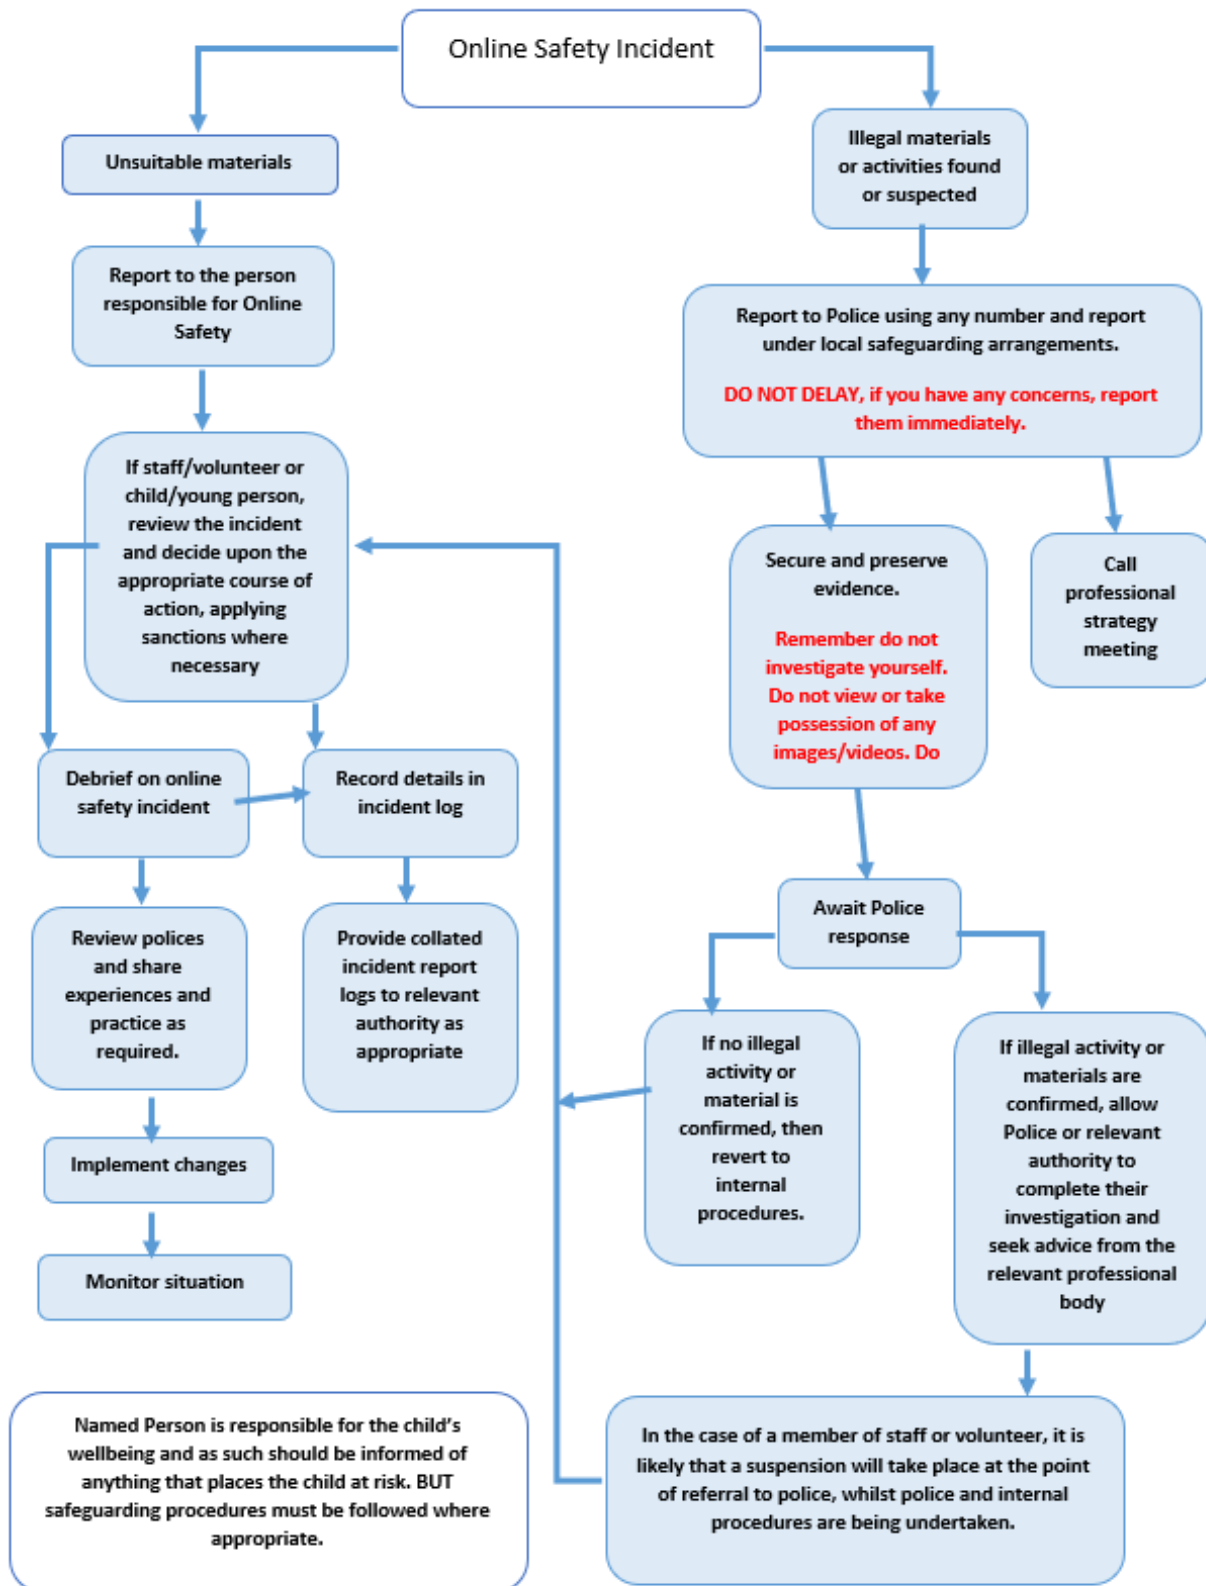 Online Safety Incident
Unsuitable materials
Report to the person
responsible for Online
Safety
If staff/volunteer or
child/young person,
review the incident
and decide upon the
appropriate course of
action, applying
sanctions where
necessary
Debrief on online
safety incident
Record details in
incident log
Review polices
and share
experiences and
practice as
required.
Provide collated
incident report
logs to relevant
authority as
appropriate
Implement changes
Monitor situation
Illegal materials
or activities found
or suspected
Report to Police using any number and report
under local safeguarding arrangements.
DO NOT DELAY, if you have any concerns, report
them immediately.
Secure and preserve
evidence.
Remember do not
investigate yourself.
Do not view or take
possession of any
images/videos. Do
Call
professional
strategy
meeting
Await Police
response
If no illegal
activity or
material is
confirmed, then
revert to
internal
procedures.
If illegal activity or
materials are
confirmed, allow
Police or relevant
authority to
complete their
investigation and
seek advice from the
relevant professional
body
In the case of a member of staff or volunteer, it is
likely that a suspension will take place at the point
of referral to police, whilst police and internal
procedures are being undertaken.
Named Person is responsible for the child’s
wellbeing and as such should be informed of
anything that places the child at risk. BUT
safeguarding procedures must be followed where
appropriate.